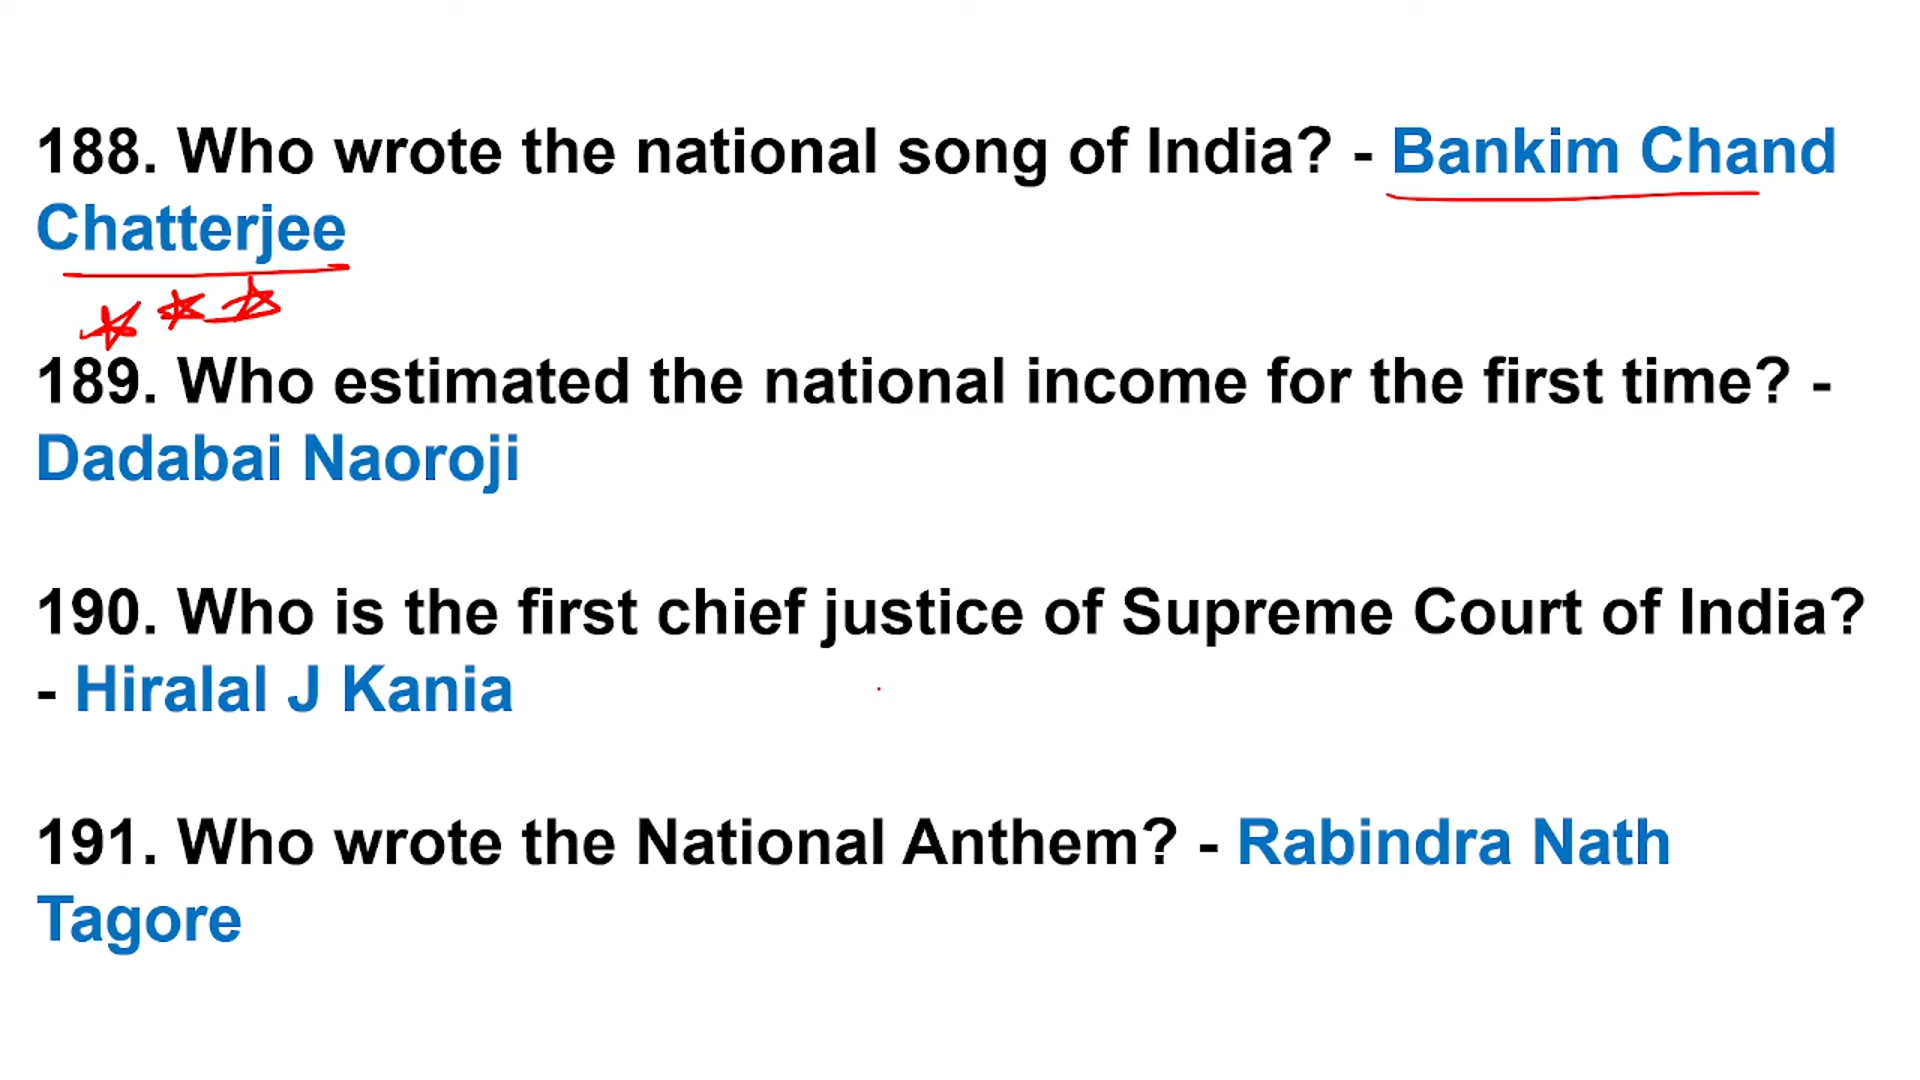 188. Who wrote the national song of India? - Bankim Chand
Chatterjee
189. Who estimated the national income for the first time? -
Dadabai Naoroji
190. Who is the first chief justice of Supreme Court of India?
- Hiralal J Kania
191. Who wrote the National Anthem? - Rabindra Nath
Tagore